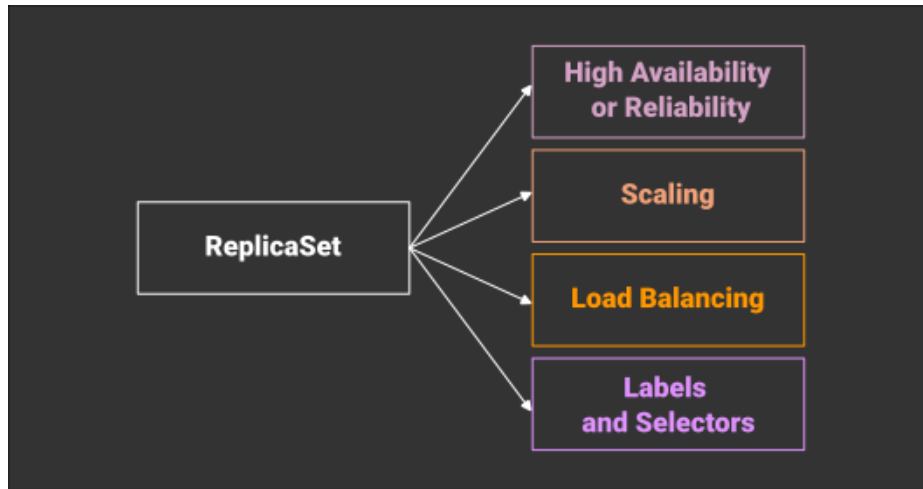 High Availability
or Reliability
Scaling
ReplicaSet
Load Balancing
Labels
and Selectors